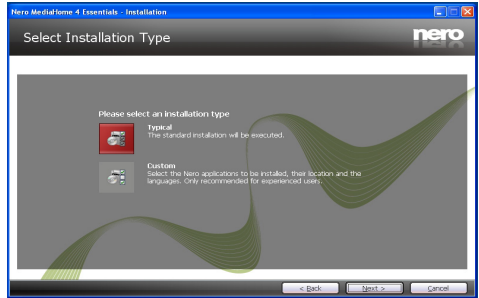 Nero MediaHome 4 Essentials - Installation
Select Installation Type
nero
Please select an installation type
Typical
The standard installation will be executed.
Custom
Select the Nero applications to be installed, their location and the
languages. Only recommended for experienced users.
< Back
Next >
Cancel